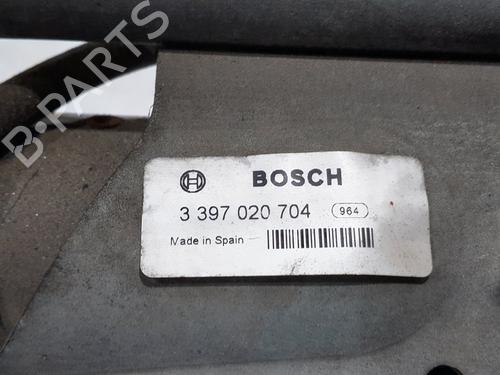 B-PARTS
BOSCH
3 397 020 704 964
Made in Spain